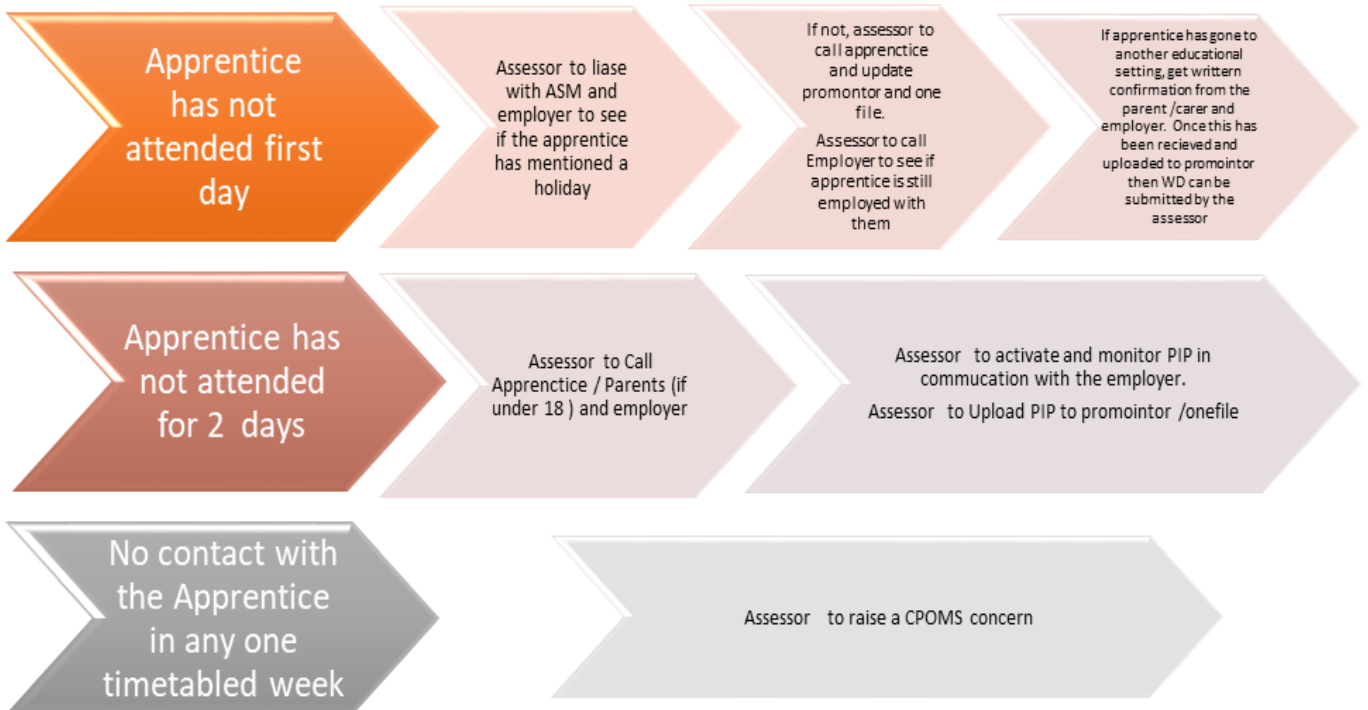 Apprentice
has not
attended first
day
Assessor to liase
with ASM and
employer to see
if the apprentice
has mentioned a
holiday
If not, assessor to
call apprenctice
and update
promontor and one
file.
Assessor to call
Employer to see if
apprentice is still
employed with
them
If apprentice has gone to
another educational
setting, get writtern
confirmation from the
parent /carer and
employer. Once this has
been recieved and
uploaded to promointor
then WD can be
submitted by the
assessor
Apprentice has
not attended
for 2 days
Assessor to Call
Apprenctice / Parents (if
under 18 ) and employer
Assessor to activate and monitor PIP in
commucation with the employer.
Assessor to Upload PIP to promointor /onefile
No contact with
the Apprentice
in any one
timetabled week
Assessor to raise a CPOMS concern